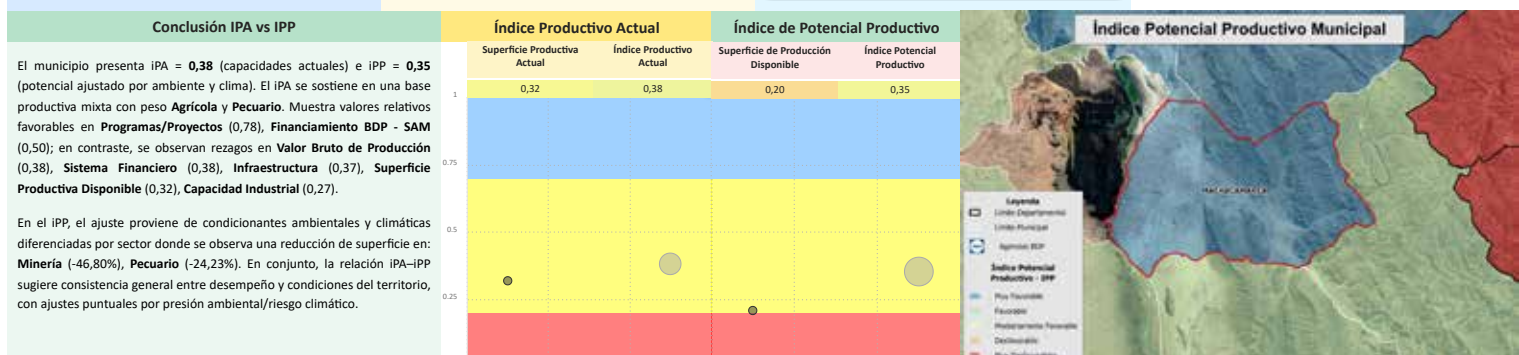 Conclusión IPA vs IPP
El municipio presenta iPA = 0,38 (capacidades actuales) e iPP = 0,35
(potencial ajustado por ambiente y clima). El iPA se sostiene en una base
productiva mixta con peso Agrícola y Pecuario. Muestra valores relativos
favorables en Programas/Proyectos (0,78), Financiamiento BDP - SAM
(0,50); en contraste, se observan rezagos en Valor Bruto de Producción
(0,38), Sistema Financiero (0,38), Infraestructura (0,37), Superficie
Productiva Disponible (0,32), Capacidad Industrial (0,27).
En el iPP, el ajuste proviene de condicionantes ambientales y climáticas
diferenciadas por sector donde se observa una reducción de superficie en:
Minería (-46,80%), Pecuario (-24,23%). En conjunto, la relación iPA–iPP
sugiere consistencia general entre desempeño y condiciones del territorio,
con ajustes puntuales por presión ambiental/riesgo climático.
Índice Productivo Actual
Índice de Potencial Productivo
Superficie Productiva
Actual
Índice Productivo
Actual
Superficie de Producción
Disponible
Índice Potencial
Productivo
0,32
0,38
0,20
0,35
1
0.75
0.5
0.25
Índice Potencial Productivo Municipal
MACHACAMARCA
Leyenda
Límite Departamental
Límite Municipal
Agencias BDP
Índice Potencial
Productivo - IPP
Muy Favorable
Favorable
Medianamente Favorable
Desfavorable